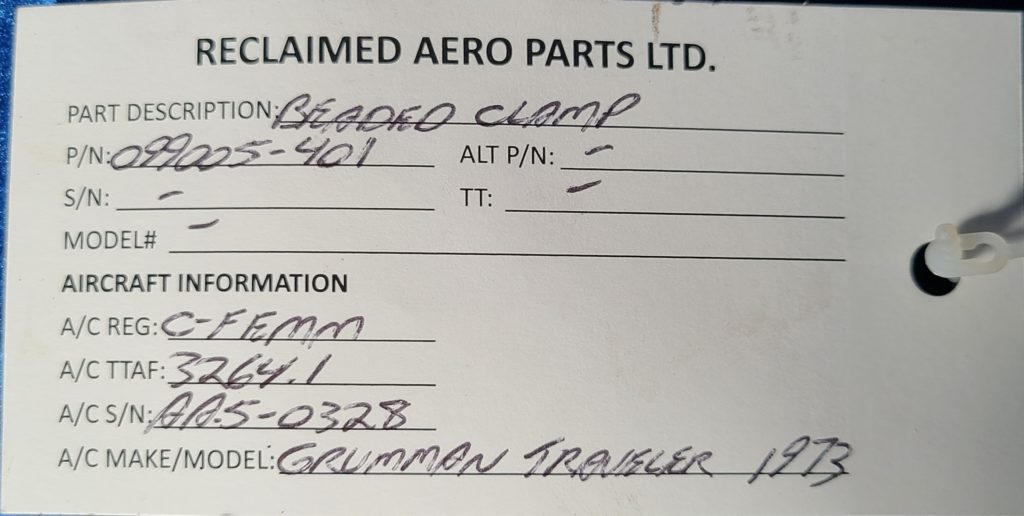 RECLAIMED AERO PARTS LTD.
PART DESCRIPTION: BEADED CLAMP
P/N: 099005-401 ALT P/N: -
S/N: - TT: -
MODEL# -
AIRCRAFT INFORMATION
A/C REG: C-FEMM
A/C TTAF: 3264.1
A/C S/N: AA5-0328
A/C MAKE/MODEL: GRUMMAN TRAVELER 1973